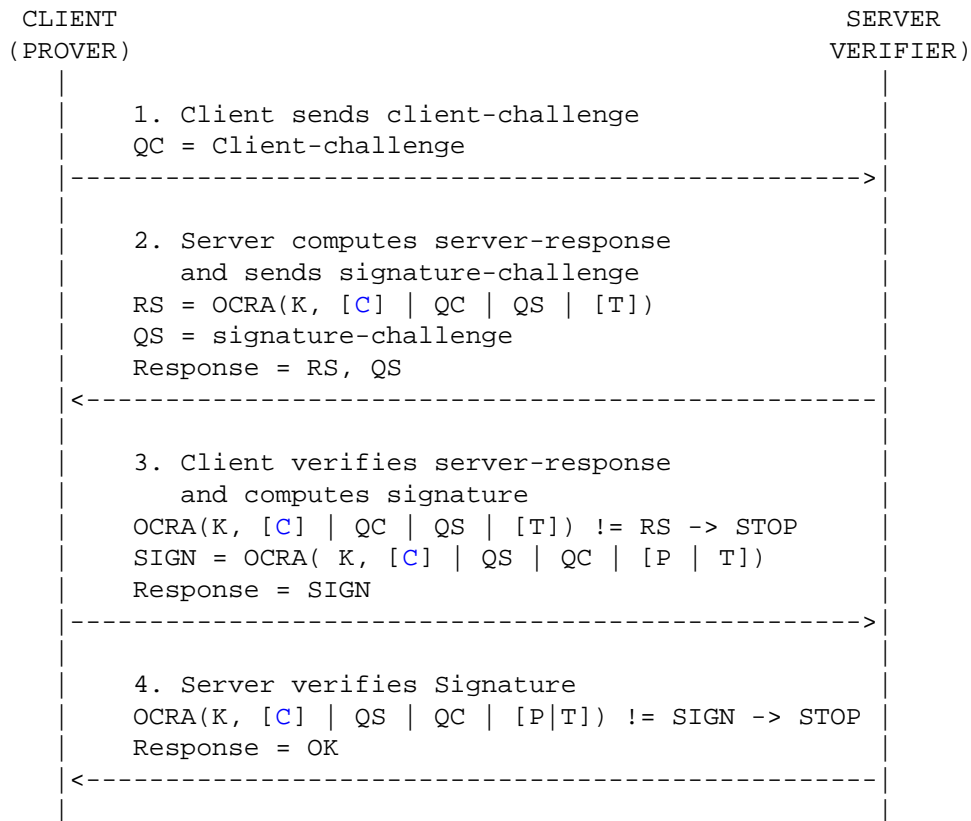 CLIENT SERVER
(PROVER) VERIFIER)
| |
| 1. Client sends client-challenge |
| QC = Client-challenge |
|-------------------------------------------------->|
| |
| 2. Server computes server-response |
| and sends signature-challenge |
| RS = OCRA(K, [C] | QC | QS | [T]) |
| QS = signature-challenge |
| Response = RS, QS |
|<--------------------------------------------------|
| |
| 3. Client verifies server-response |
| and computes signature |
| OCRA(K, [C] | QC | QS | [T]) != RS -> STOP |
| SIGN = OCRA( K, [C] | QS | QC | [P | T]) |
| Response = SIGN |
|-------------------------------------------------->|
| |
| 4. Server verifies Signature |
| OCRA(K, [C] | QS | QC | [P|T]) != SIGN -> STOP |
| Response = OK |
|<--------------------------------------------------|
| |